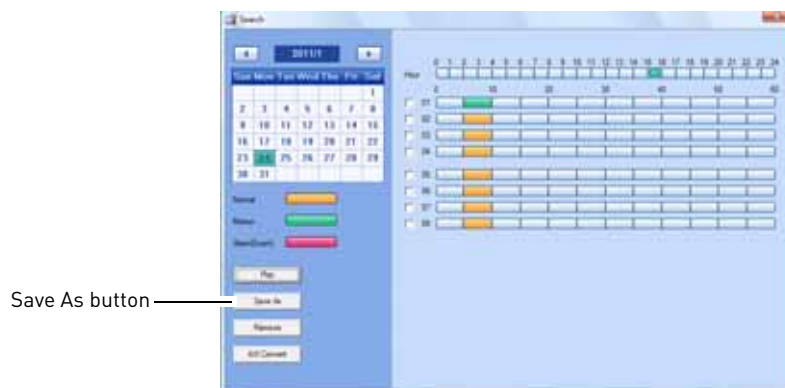 Search
2011/1
Sun Mon Tue Wed Thu Fri Sat
1
2 3 4 5 6 7 8
9 10 11 12 13 14 15
16 17 18 19 20 21 22
23 24 25 26 27 28 29
30 31
Normal
Motion
Alarm(Event)
Play
Save As
Remove
AVI Convert
Save As button
0 1 2 3 4 5 6 7 8 9 10 11 12 13 14 15 16 17 18 19 20 21 22 23 24
Hour
0 10 20 30 40 50 60
01
02
03
04
05
06
07
08